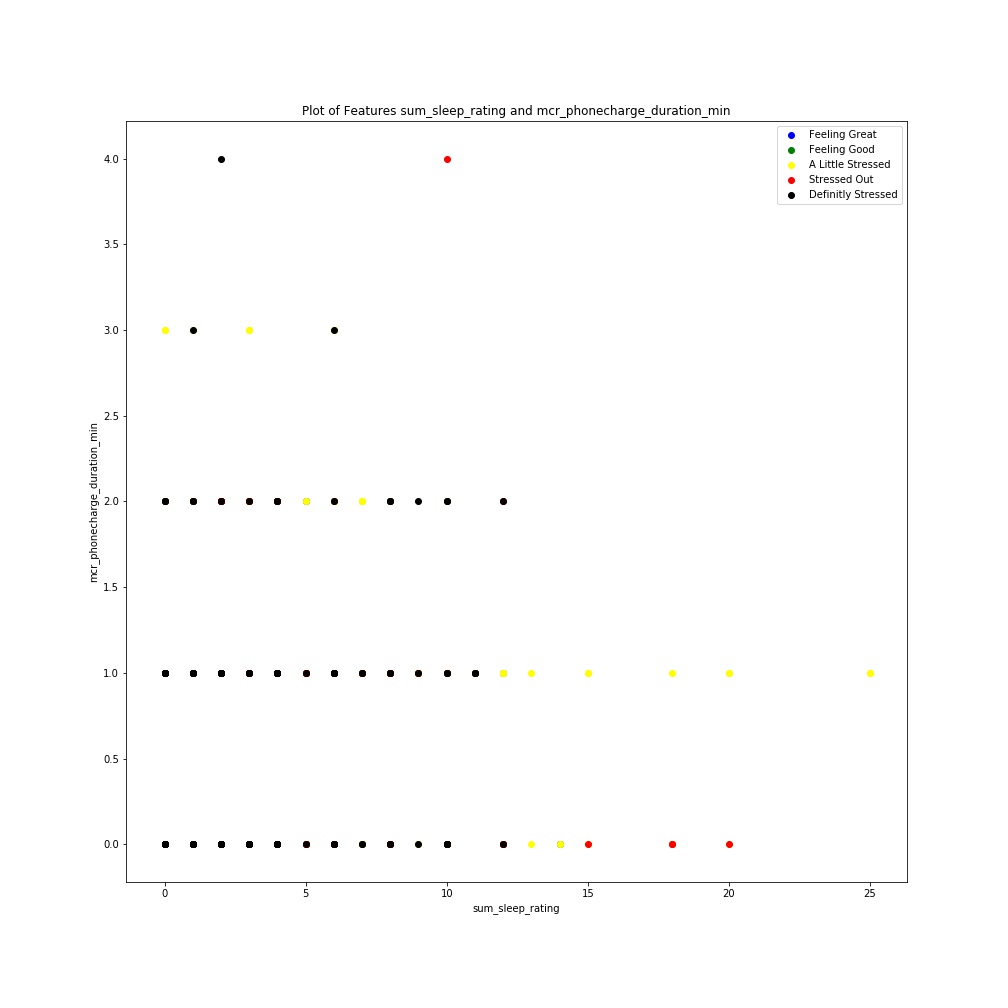 Plot of Features sum_sleep_rating and mcr_phonecharge_duration_min
Feeling Great
Feeling Good
A Little Stressed
Stressed Out
Definitly Stressed
mcr_phonecharge_duration_min
4.0
3.5
3.0
2.5
2.0
1.5
1.0
0.5
0.0
0 5 10 15 20 25
sum_sleep_rating